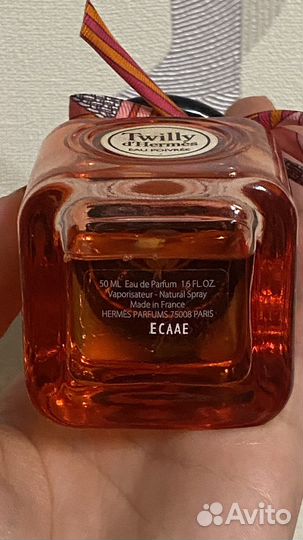 Twilly
d'Hermès
EAU POIVRÉE
50 ML Eau de Parfum 1.6 FL.OZ.
Vaporisateur - Natural Spray
Made in France
HERMÈS PARFUMS 75008 PARIS
ECAAE
Avito